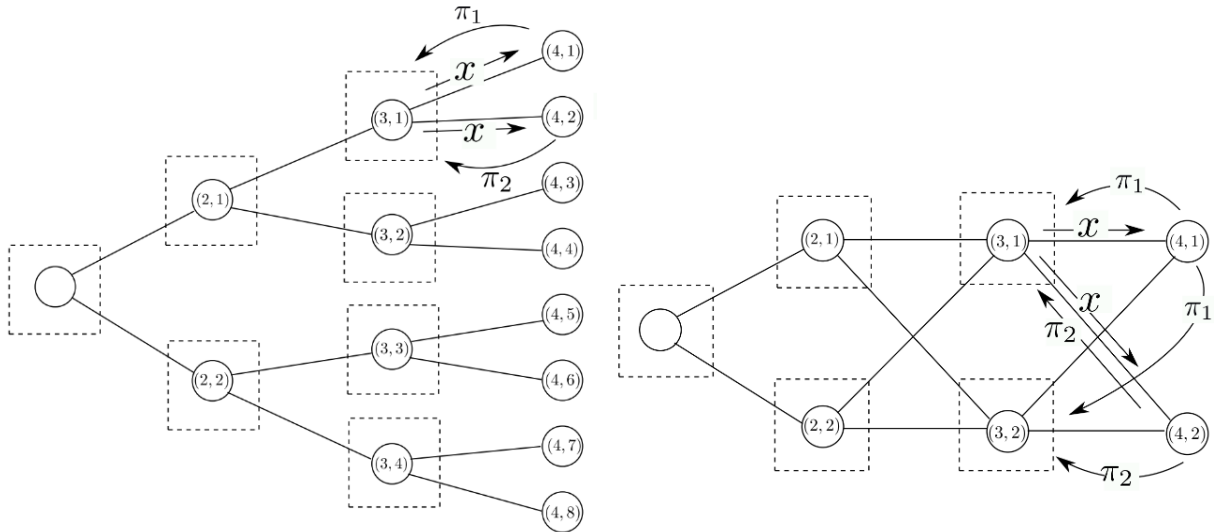 π₁
(4, 1)
x
(3, 1)
(4, 2)
x
π₂
(4, 3)
(2, 1)
(3, 2)
(4, 4)
(4, 5)
(3, 3)
(2, 2)
(4, 6)
(4, 7)
(3, 4)
(4, 8)
π₁
x
(2, 1)
(3, 1)
(4, 1)
x
π₁
π₂
(2, 2)
(3, 2)
(4, 2)
π₂